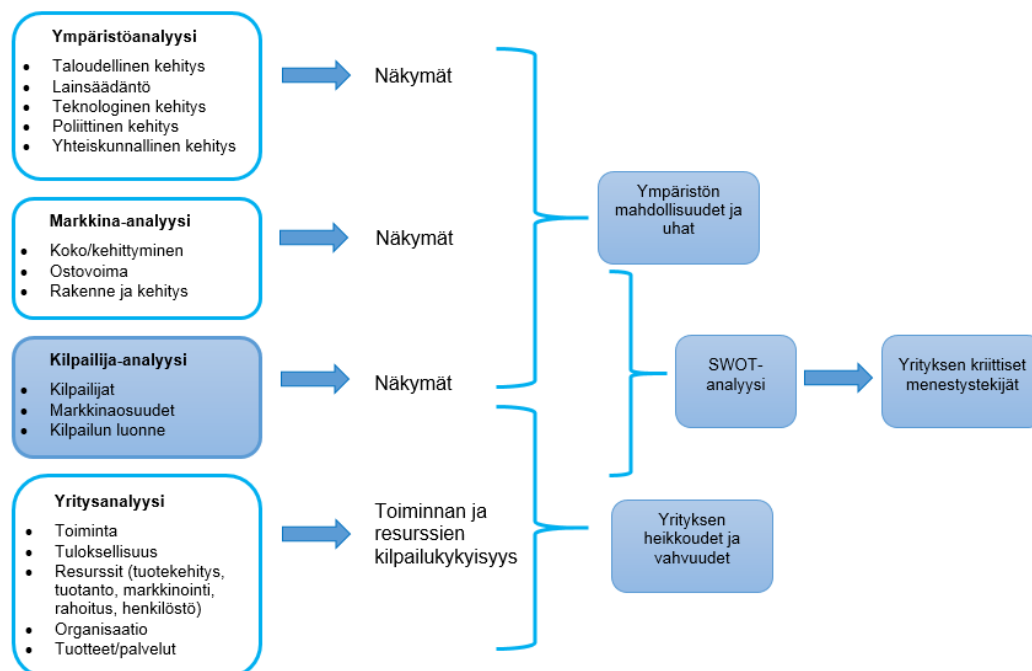 Ympäristöanalyysi
Taloudellinen kehitys
Lainsäädäntö
Teknologinen kehitys
Poliittinen kehitys
Yhteiskunnallinen kehitys
Näkymät
Markkina-analyysi
Koko/kehittyminen
Ostovoima
Rakenne ja kehitys
Näkymät
Kilpailija-analyysi
Kilpailijat
Markkinaosuudet
Kilpailun luonne
Näkymät
Yritysanalyysi
Toiminta
Tuloksellisuus
Resurssit (tuotekehitys,
tuotanto, markkinointi,
rahoitus, henkilöstö)
Organisaatio
Tuotteet/palvelut
Toiminnan ja
resurssien
kilpailukykyisyys
Ympäristön
mahdollisuudet ja
uhat
Yrityksen
heikkoudet ja
vahvuudet
SWOT-
analyysi
Yrityksen kriittiset
menestystekijät